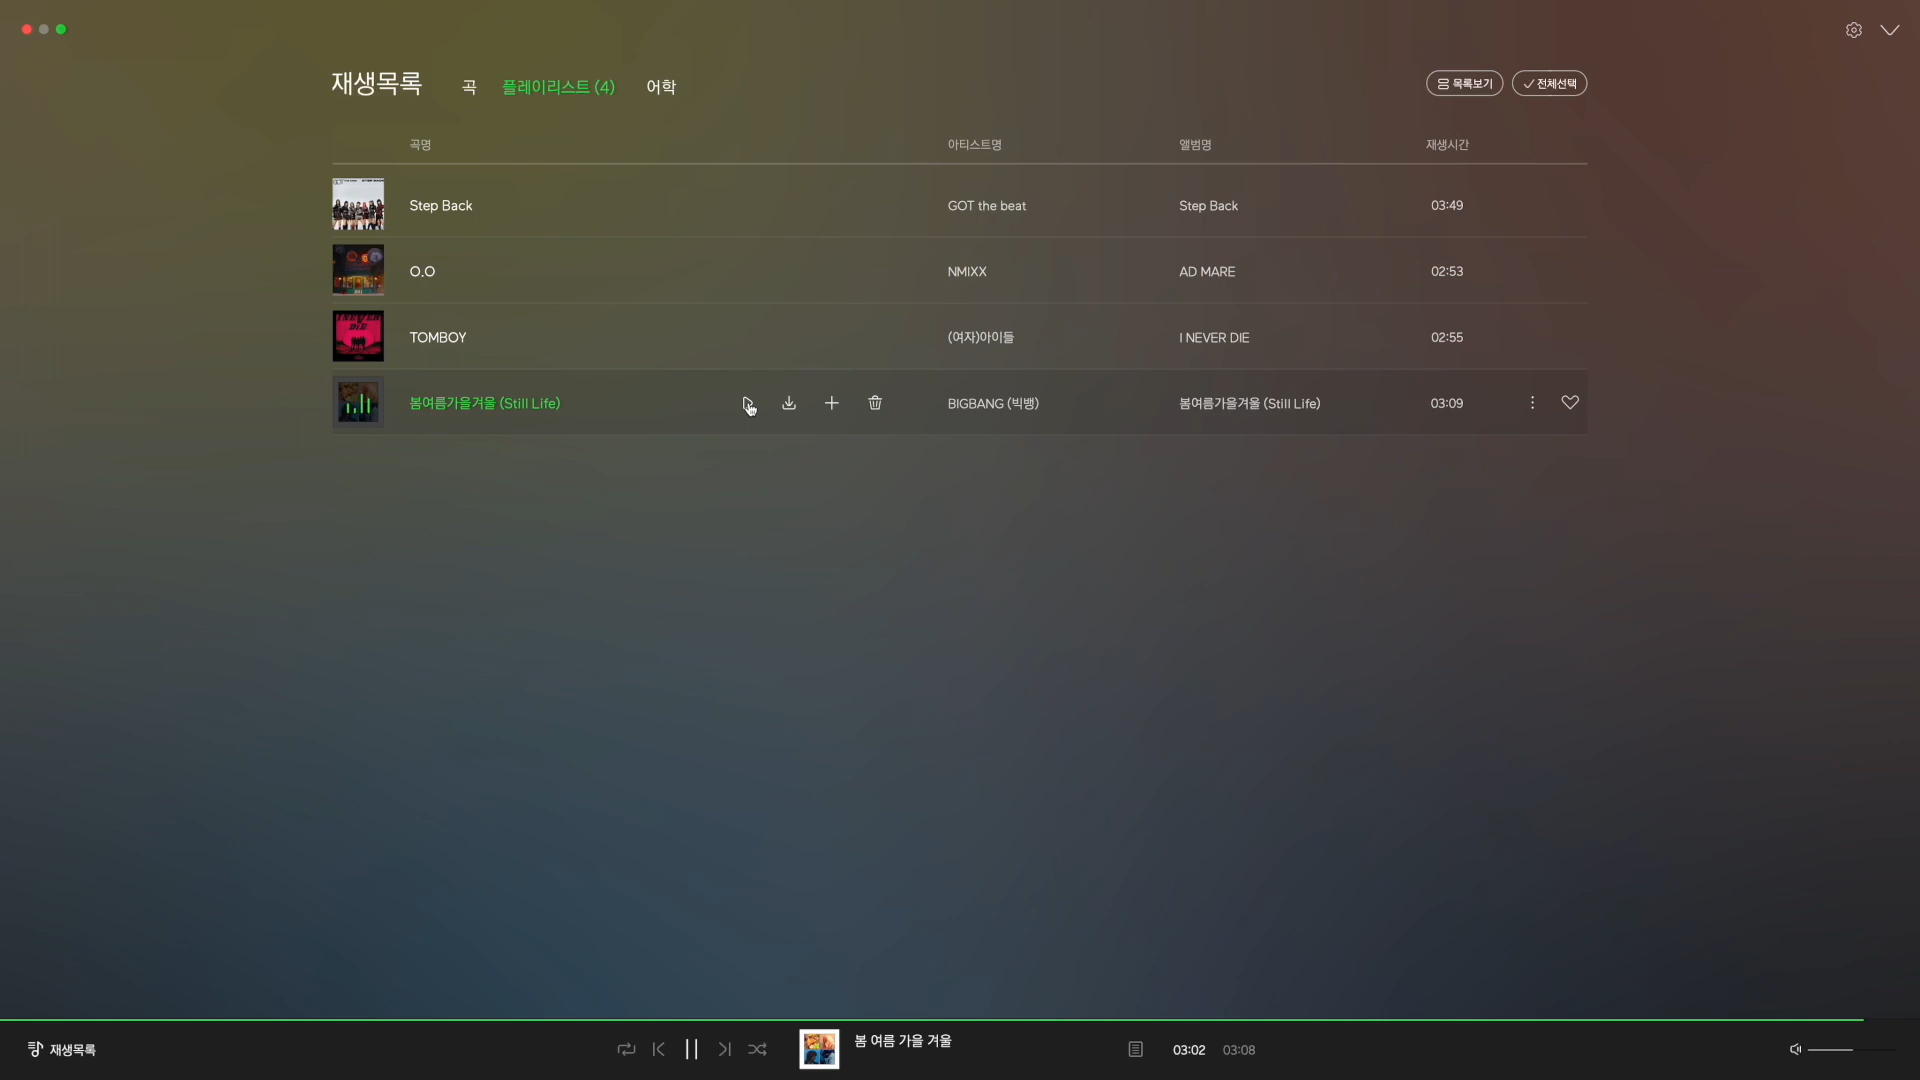 재생목록 곡 플레이리스트 (4) 어학 목록보기 전체선택
곡명 아티스트명 앨범명 재생시간
Step Back GOT the beat Step Back 03:49
O.O NMIXX AD MARE 02:53
TOMBOY (여자)아이들 I NEVER DIE 02:55
봄여름가을겨울 (Still Life) BIGBANG (빅뱅) 봄여름가을겨울 (Still Life) 03:09
재생목록 봄 여름 가을 겨울 03:02 03:08